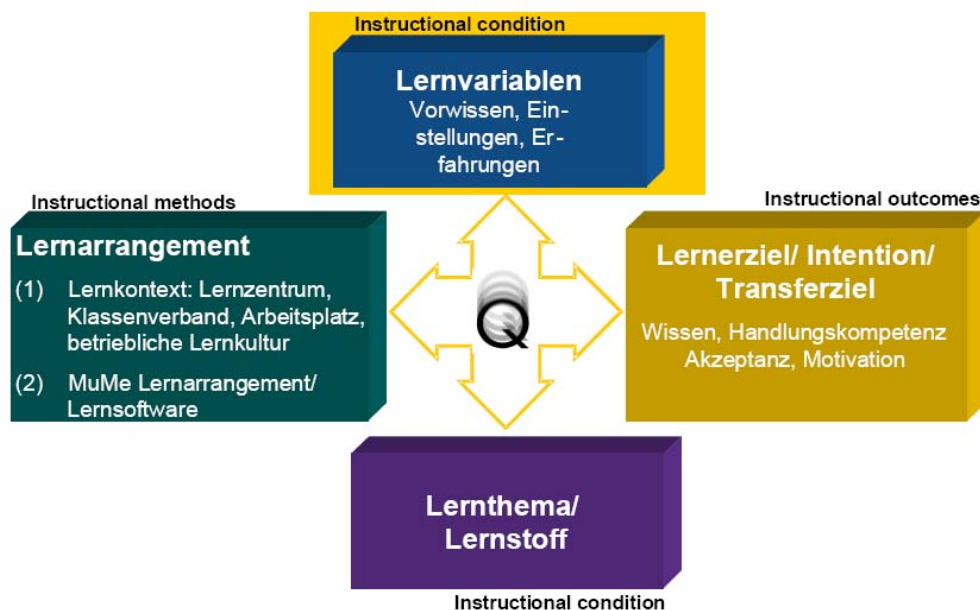 Instructional condition
Lernvariablen
Vorwissen, Ein-
stellungen, Er-
fahrungen
Instructional methods
Lernarrangement
(1) Lernkontext: Lernzentrum,
Klassenverband, Arbeitsplatz,
betriebliche Lernkultur
(2) MuMe Lernarrangement/
Lernsoftware
Q
Instructional outcomes
Lernerziel/ Intention/
Transferziel
Wissen, Handlungskompetenz
Akzeptanz, Motivation
Lernthema/
Lernstoff
Instructional condition